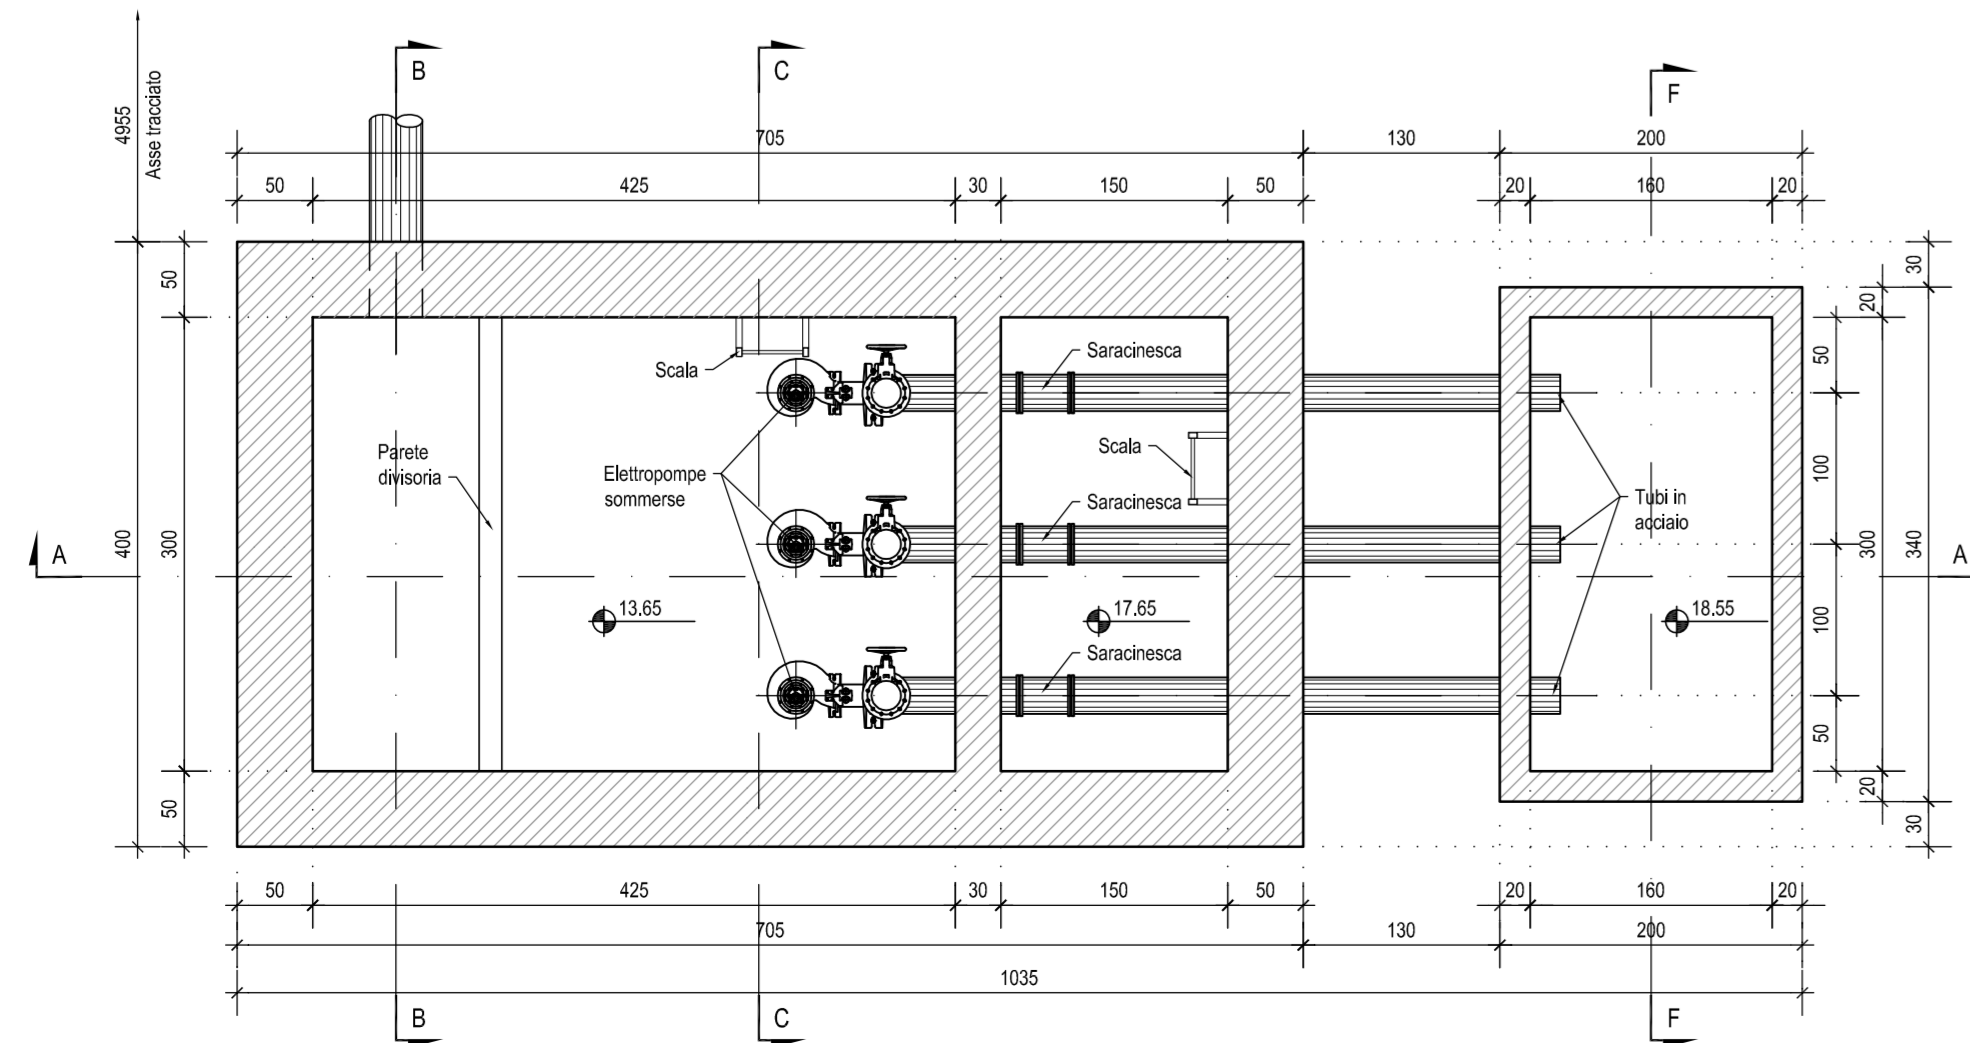 B
C
F
4955
Asse tracciato
705
130
200
50
425
30
150
50
20
160
20
50
30
20
Scala
Saracinesca
50
Parete
divisoria
Elettropompe
sommerse
Scala
100
Saracinesca
Tubi in
acciaio
A
400
300
300
340
A
13.65
17.65
18.55
100
Saracinesca
50
50
20
30
50
425
30
150
50
20
160
20
705
130
200
1035
B
C
F